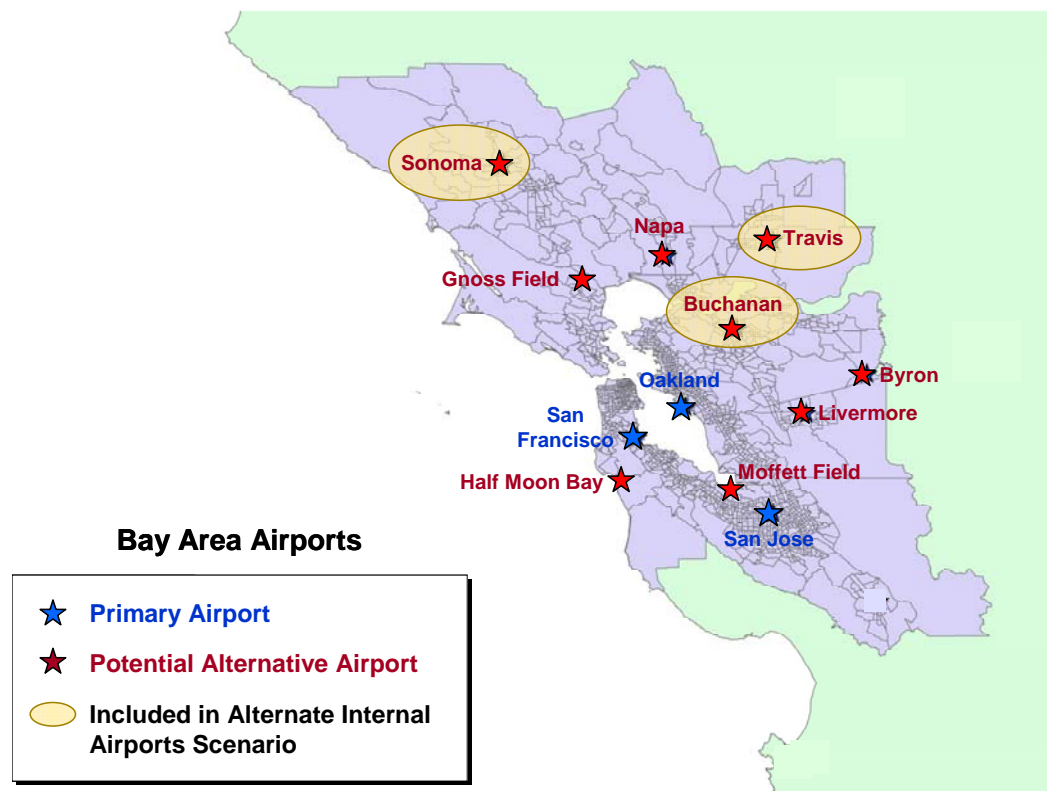 Sonoma
Napa
Travis
Gnoss Field
Buchanan
Byron
Oakland
Livermore
San
Francisco
Moffett Field
Half Moon Bay
San Jose
Bay Area Airports
Primary Airport
Potential Alternative Airport
Included in Alternate Internal
Airports Scenario